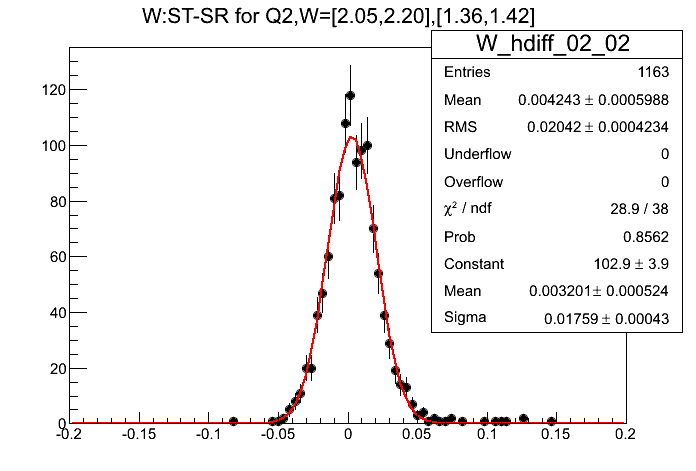 W:ST-SR for Q2,W=[2.05,2.20],[1.36,1.42]
W_hdiff_02_02
Entries 1163
Mean 0.004243 ± 0.0005988
RMS 0.02042 ± 0.0004234
Underflow 0
Overflow 0
χ² / ndf 28.9 / 38
Prob 0.8562
Constant 102.9 ± 3.9
Mean 0.003201 ± 0.000524
Sigma 0.01759 ± 0.00043
120
100
80
60
40
20
0
-0.2 -0.15 -0.1 -0.05 0 0.05 0.1 0.15 0.2